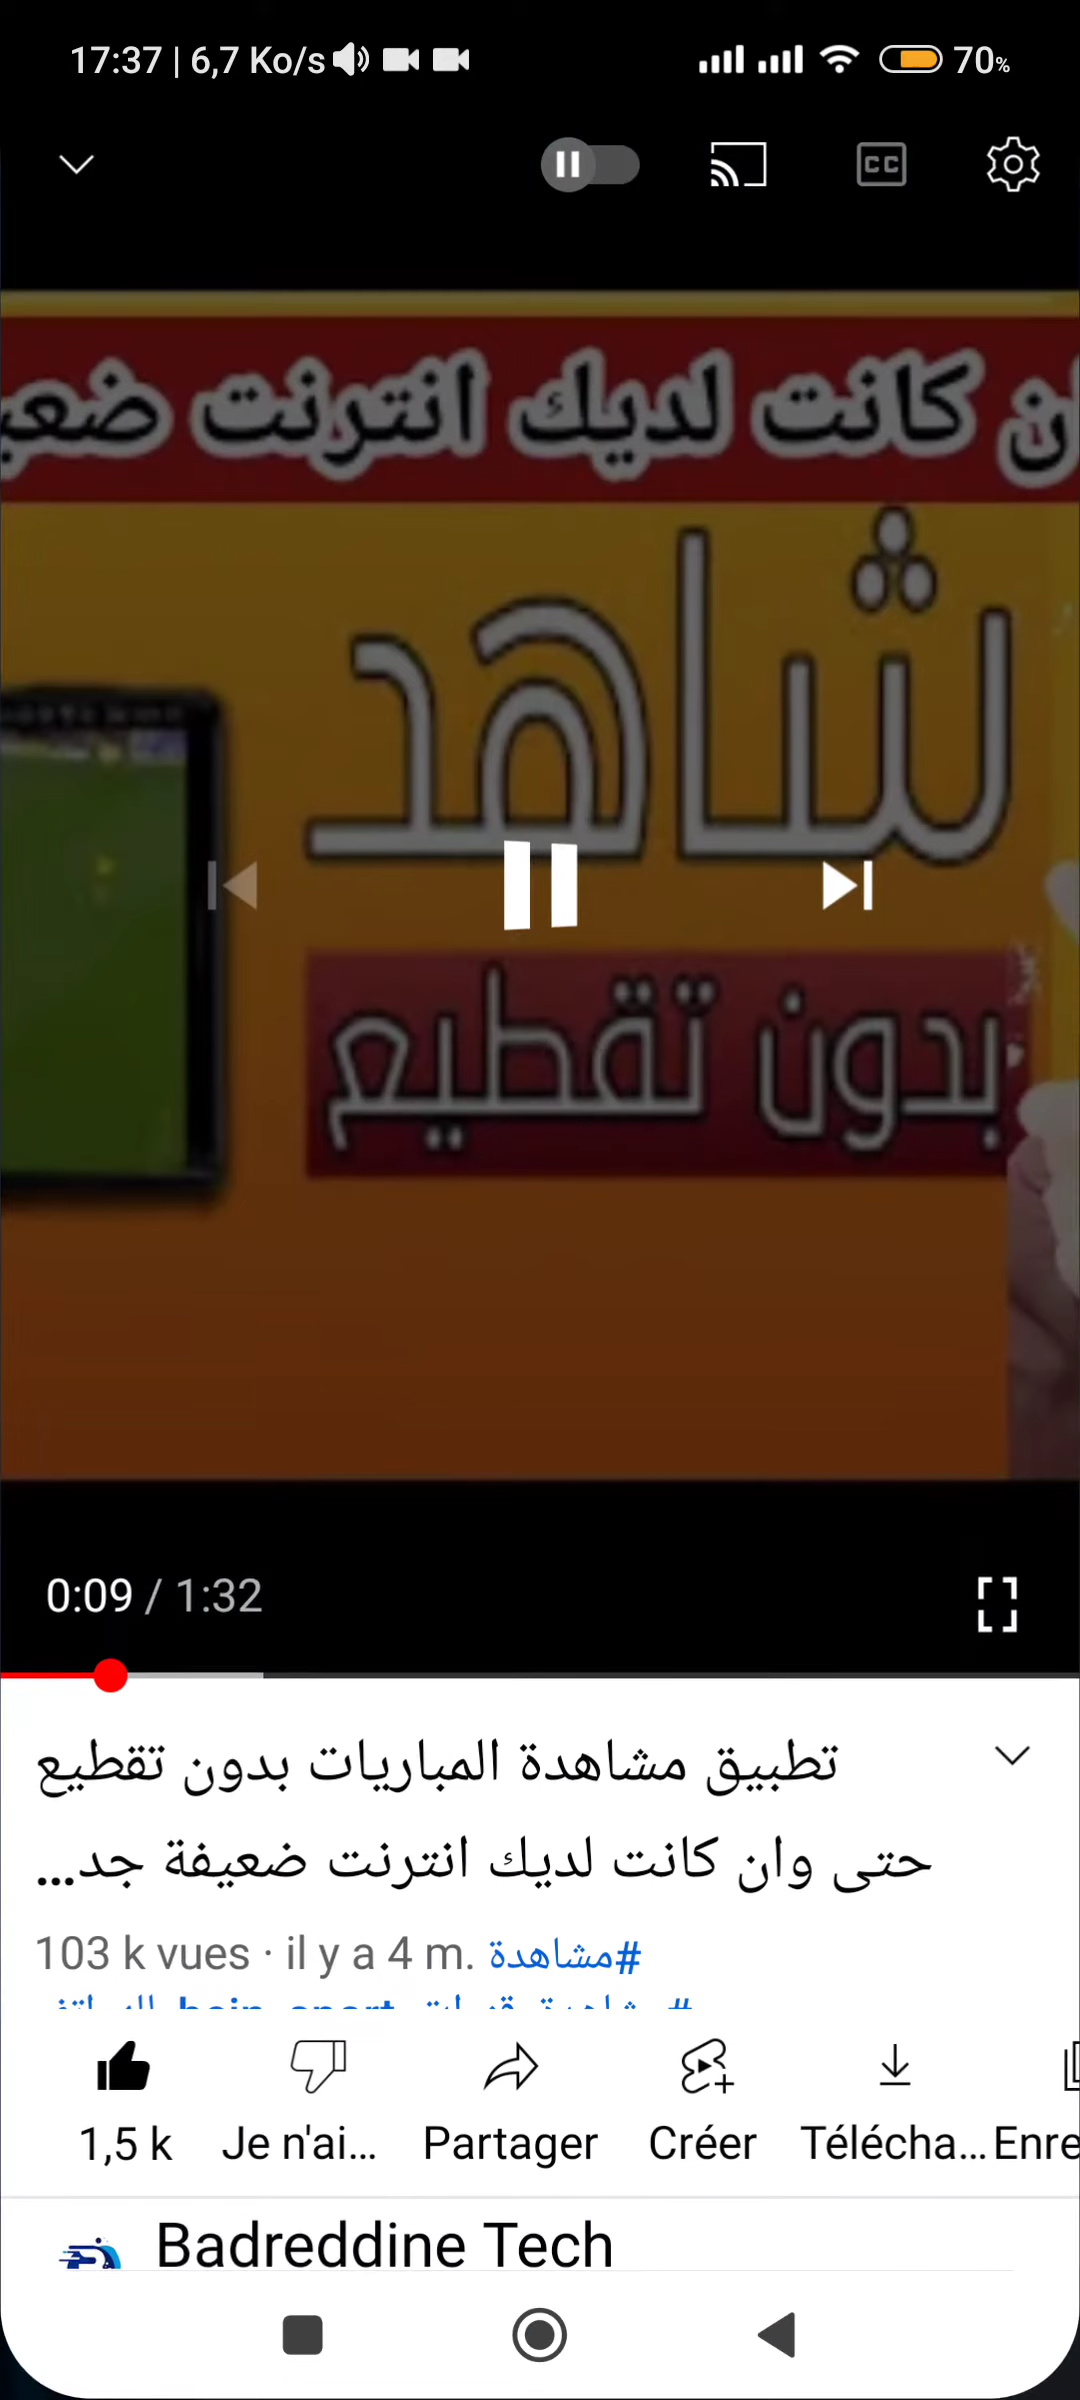 17:37 | 6,7 Ko/s
70%
CC
ن كانت لديك انترنت ضعي
شاهد
بدون تقطيع
0:09 / 1:32
تطبيق مشاهدة المباريات بدون تقطيع
حتى وان كانت لديك انترنت ضعيفة جد...
103 k vues · il y a 4 m. #مشاهدة
1,5 k
Je n'ai...
Partager
Créer
Télécha...
Enre
Badreddine Tech